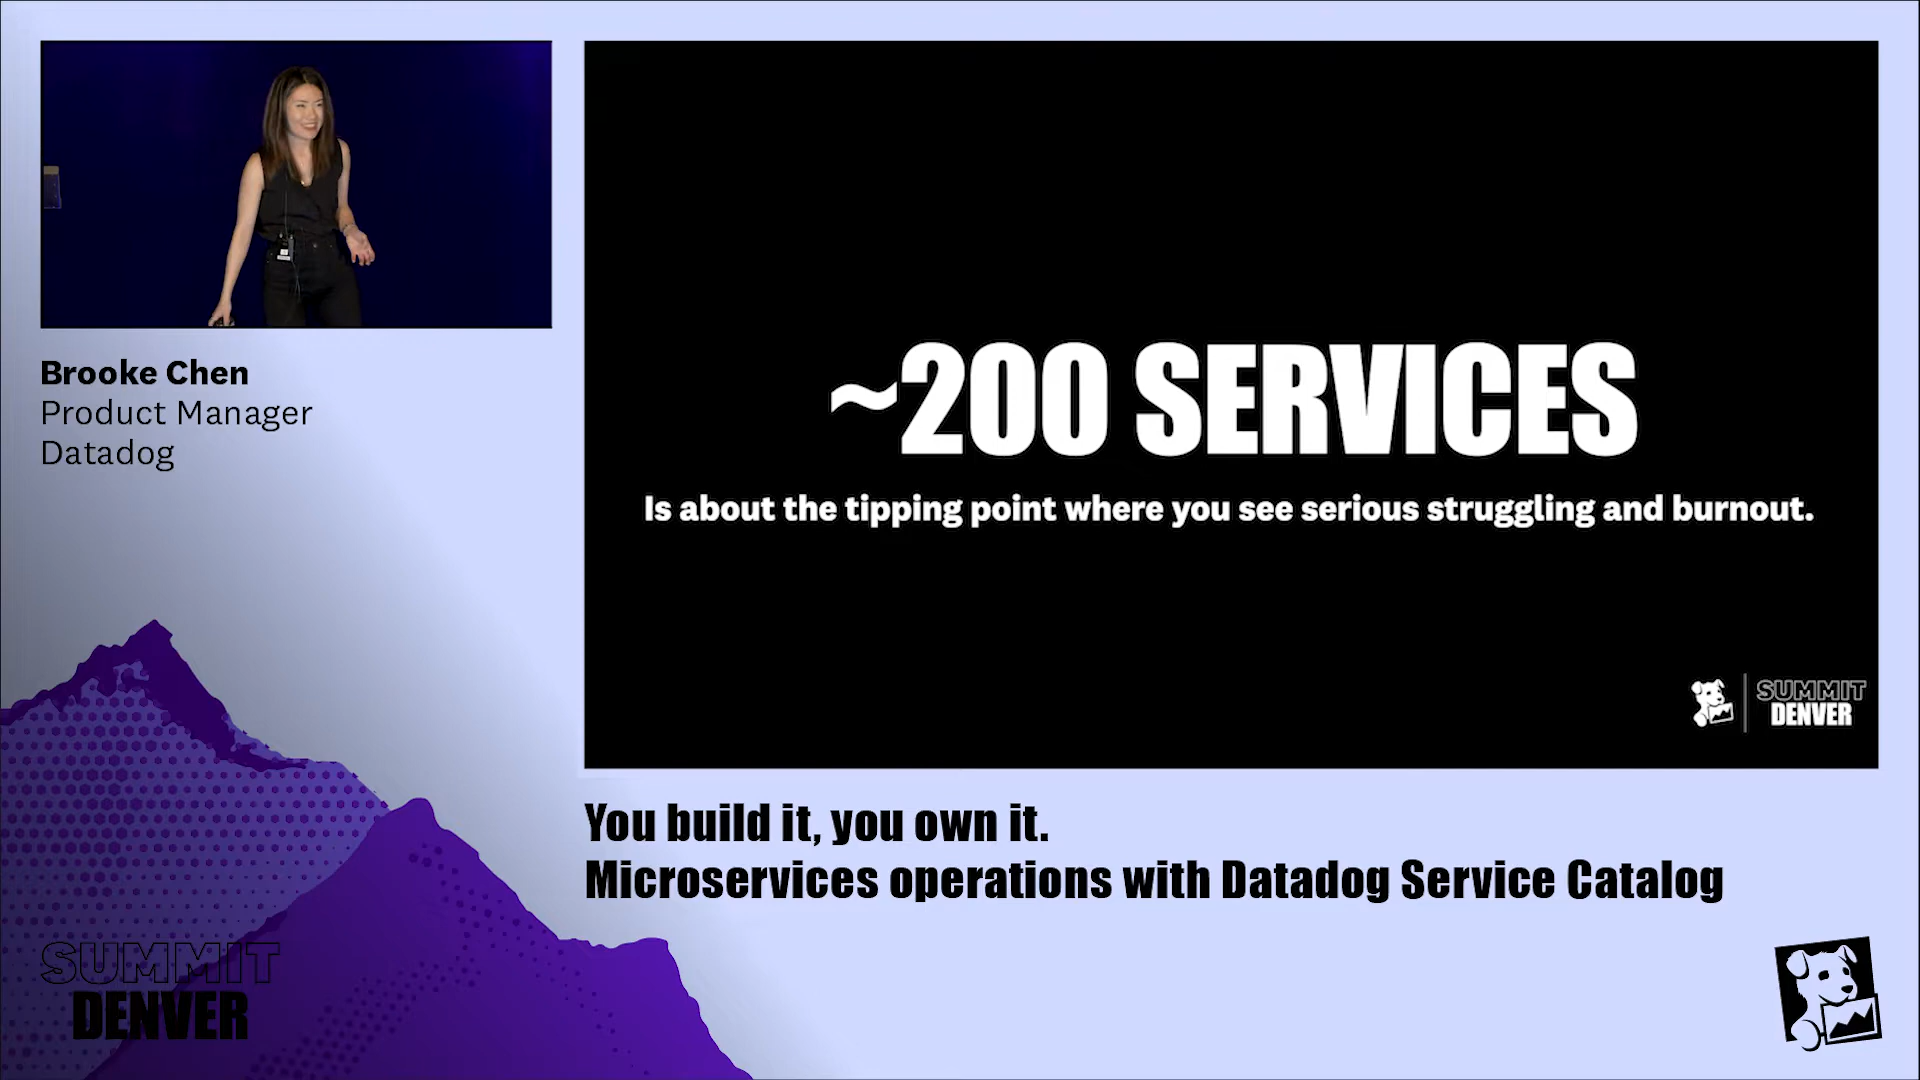 Brooke Chen
Product Manager
Datadog
~200 SERVICES
Is about the tipping point where you see serious struggling and burnout.
SUMMIT
DENVER
You build it, you own it.
Microservices operations with Datadog Service Catalog
SUMMIT
DENVER